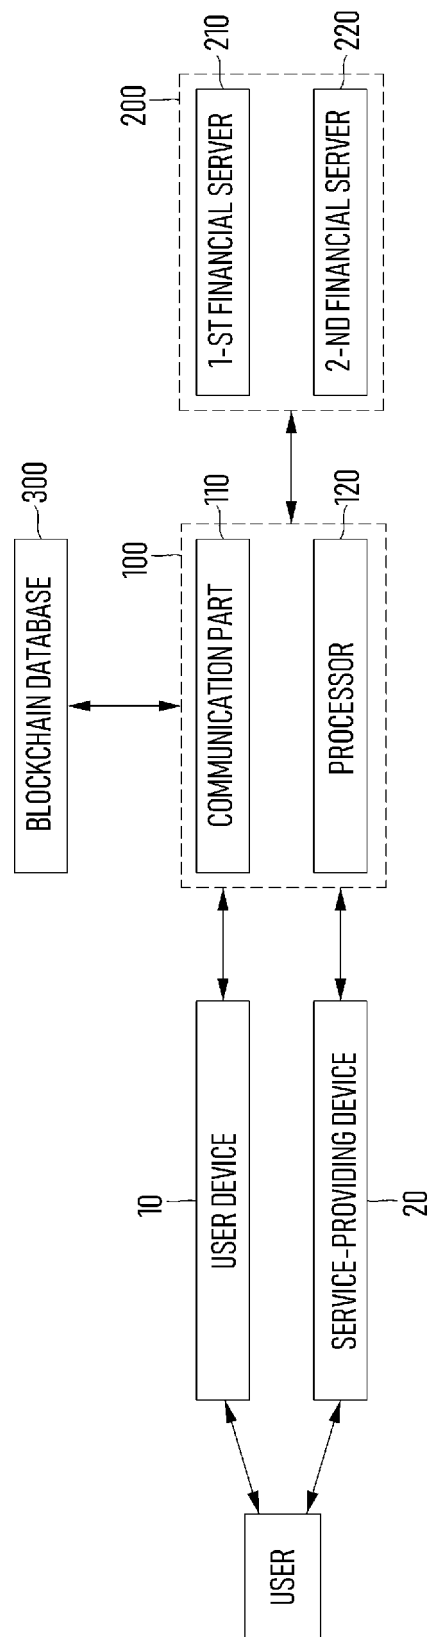 BLOCKCHAIN DATABASE
300
200
1-ST FINANCIAL SERVER
210
2-ND FINANCIAL SERVER
220
100
COMMUNICATION PART
110
PROCESSOR
120
10
USER DEVICE
SERVICE-PROVIDING DEVICE
20
USER